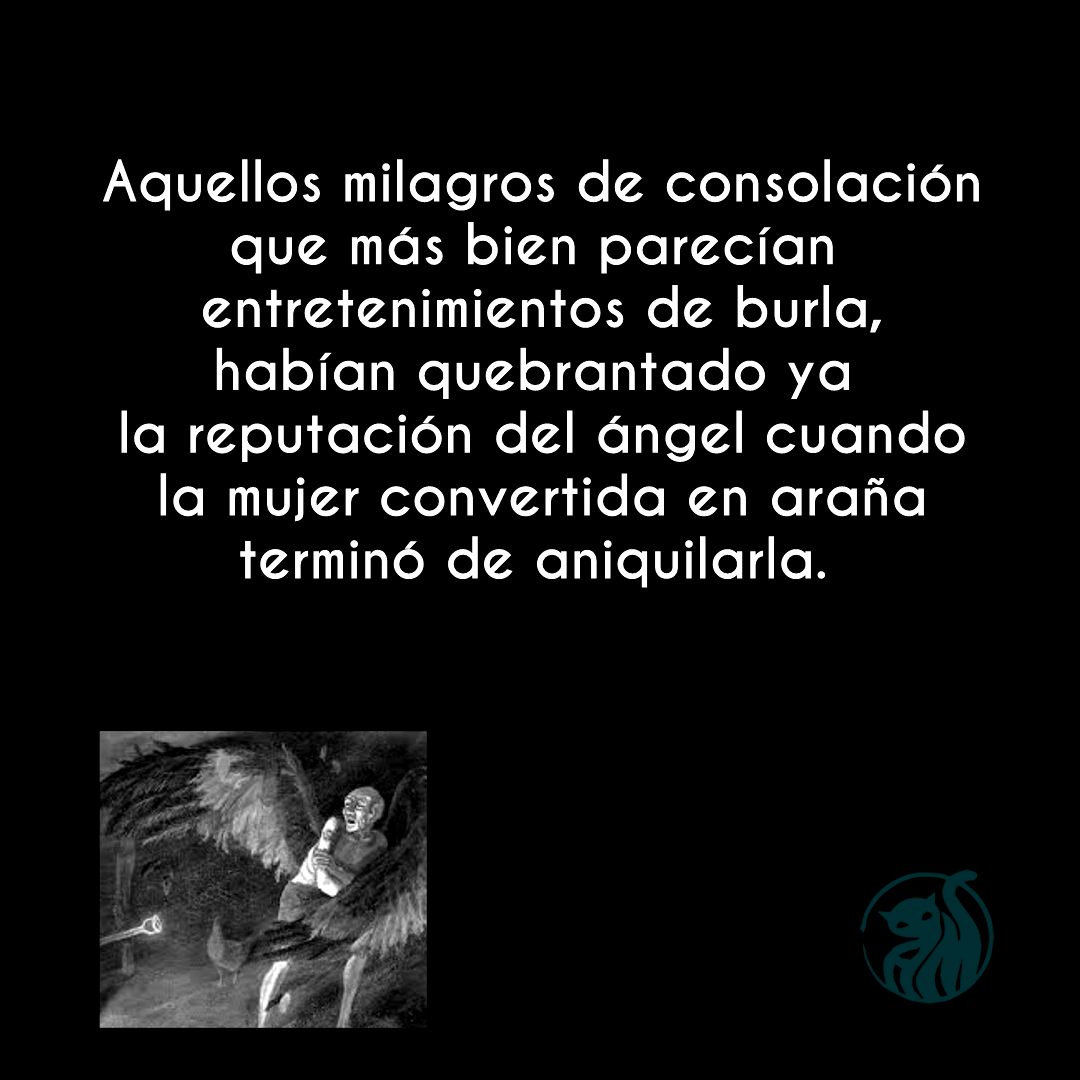 Aquellos milagros de consolación
que más bien parecían
entretenimientos de burla,
habían quebrantado ya
la reputación del ángel cuando
la mujer convertida en araña
terminó de aniquilarla.